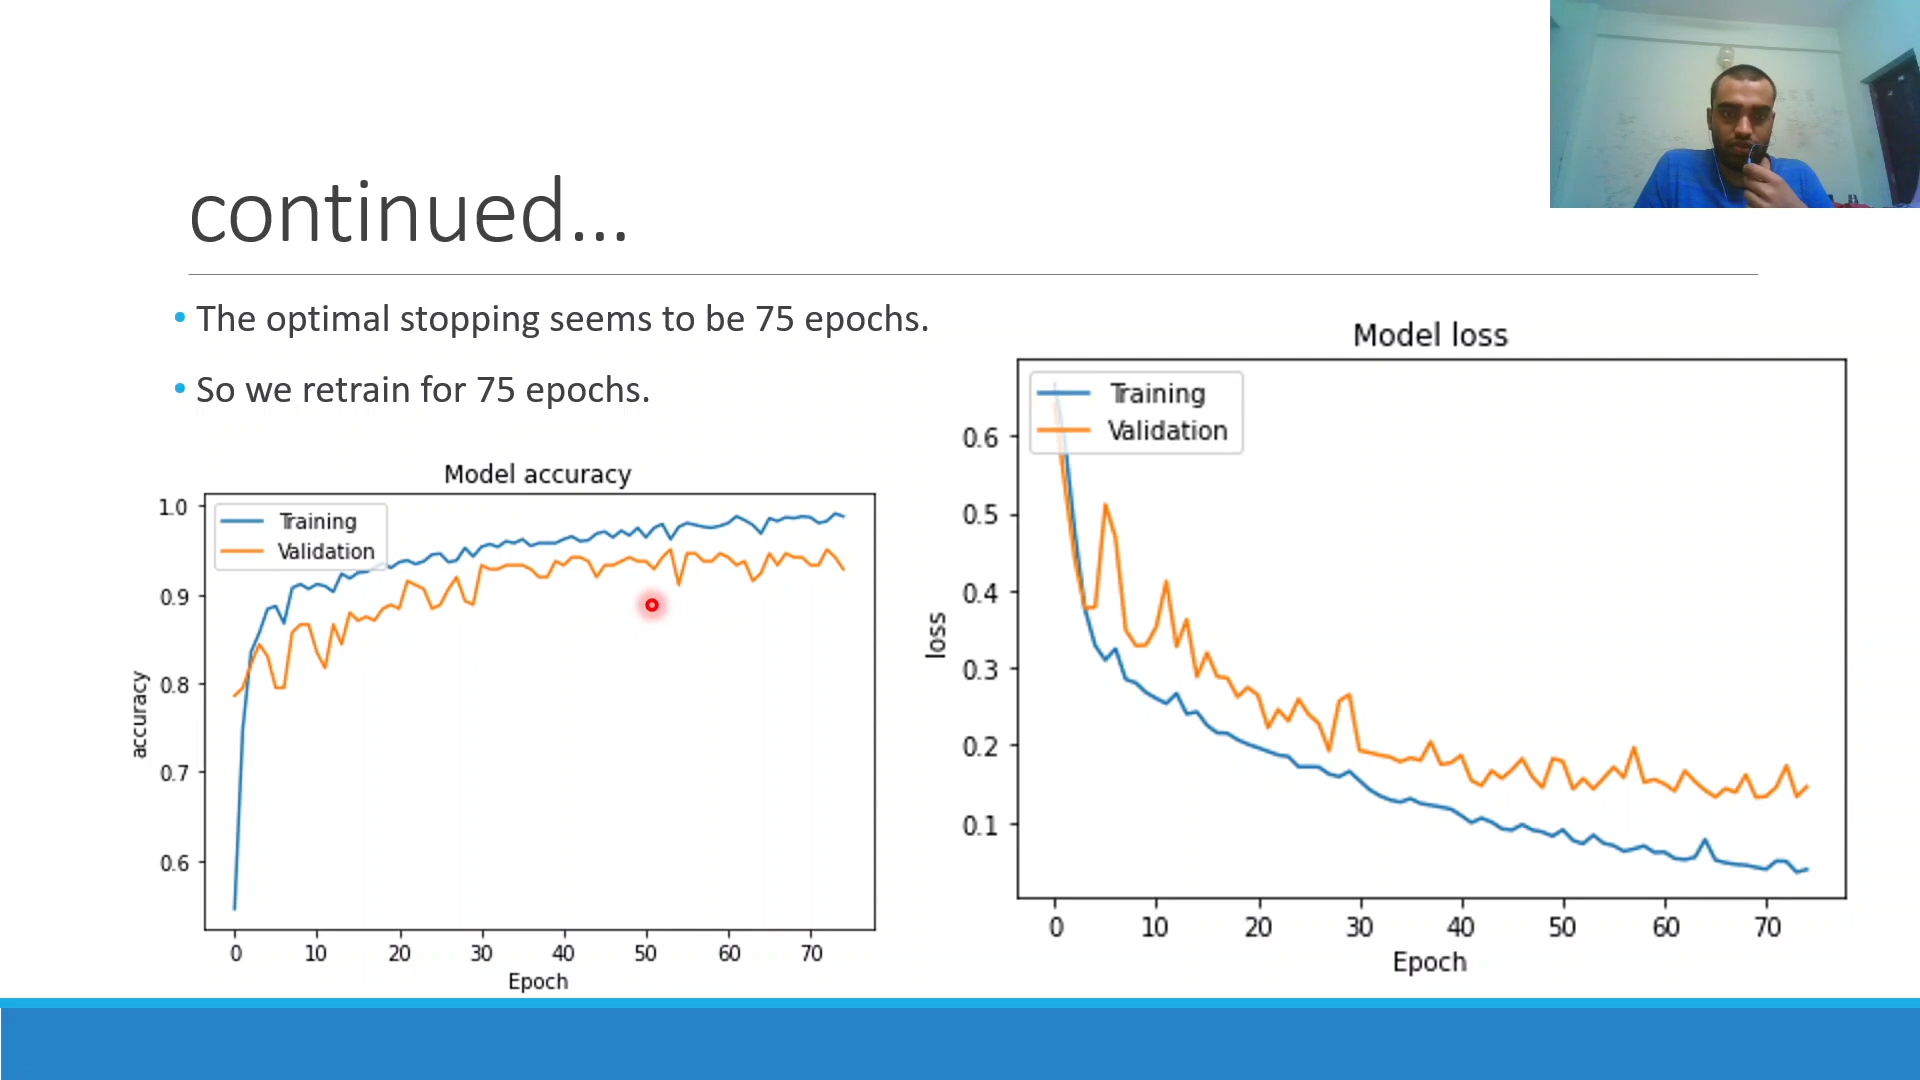 continued...
• The optimal stopping seems to be 75 epochs.
• So we retrain for 75 epochs.
Model accuracy
Training
Validation
1.0
0.9
0.8
0.7
0.6
accuracy
0 10 20 30 40 50 60 70
Epoch
Model loss
Training
Validation
0.6
0.5
0.4
0.3
0.2
0.1
loss
0 10 20 30 40 50 60 70
Epoch